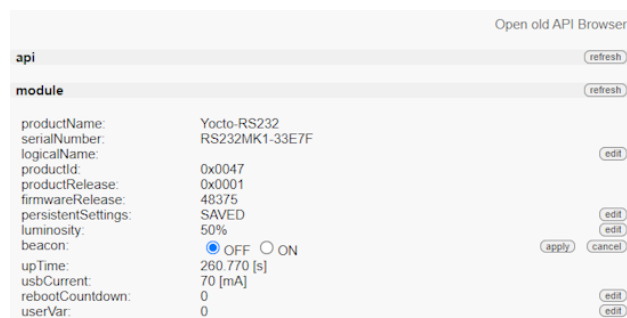 Open old API Browser
api refresh
module refresh
productName: Yocto-RS232
serialNumber: RS232MK1-33E7F
logicalName: edit
productId: 0x0047
productRelease: 0x0001
firmwareRelease: 48375
persistentSettings: SAVED edit
luminosity: 50% edit
beacon: OFF ON apply cancel
upTime: 260.770 [s]
usbCurrent: 70 [mA]
rebootCountdown: 0 edit
userVar: 0 edit